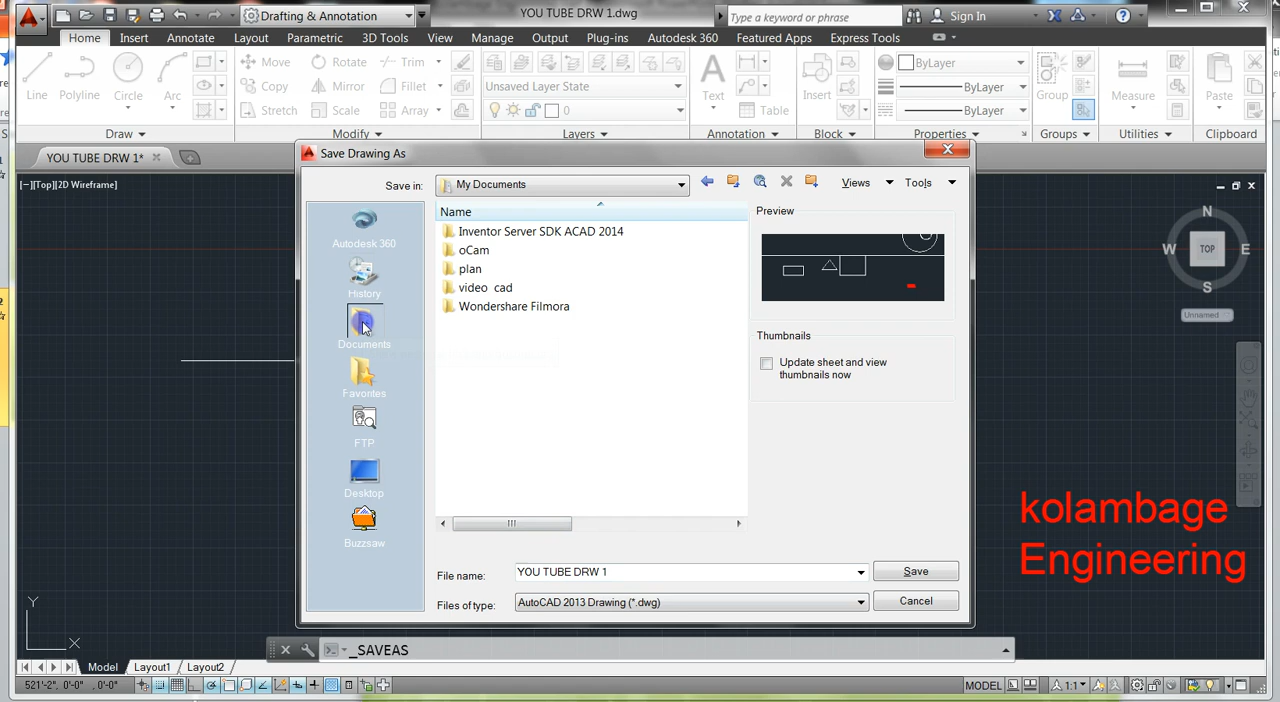 Drafting & Annotation
YOU TUBE DRW 1.dwg
Type a keyword or phrase
Sign In
Home Insert Annotate Layout Parametric 3D Tools View Manage Output Plug-ins Autodesk 360 Featured Apps Express Tools
Line Polyline Circle Arc
Move Rotate Trim
Copy Mirror Fillet
Stretch Scale Array
Unsaved Layer State
0
Text
Table
Insert
ByLayer
ByLayer
ByLayer
Group
Measure
Paste
Draw Modify Layers Annotation Block Properties Groups Utilities Clipboard
YOU TUBE DRW 1*
[−][Top][2D Wireframe]
Save Drawing As
Save in: My Documents
Views Tools
Autodesk 360
History
Documents
Favorites
FTP
Desktop
Buzzsaw
Name
Inventor Server SDK ACAD 2014
oCam
plan
video cad
Wondershare Filmora
Preview
Thumbnails
Update sheet and view
thumbnails now
File name: YOU TUBE DRW 1
Save
Files of type: AutoCAD 2013 Drawing (*.dwg)
Cancel
N
W TOP E
S
Unnamed
kolambage
Engineering
Y
X
_SAVEAS
Model Layout1 Layout2
521'-2", 0'-0" , 0'-0"
MODEL
1:1